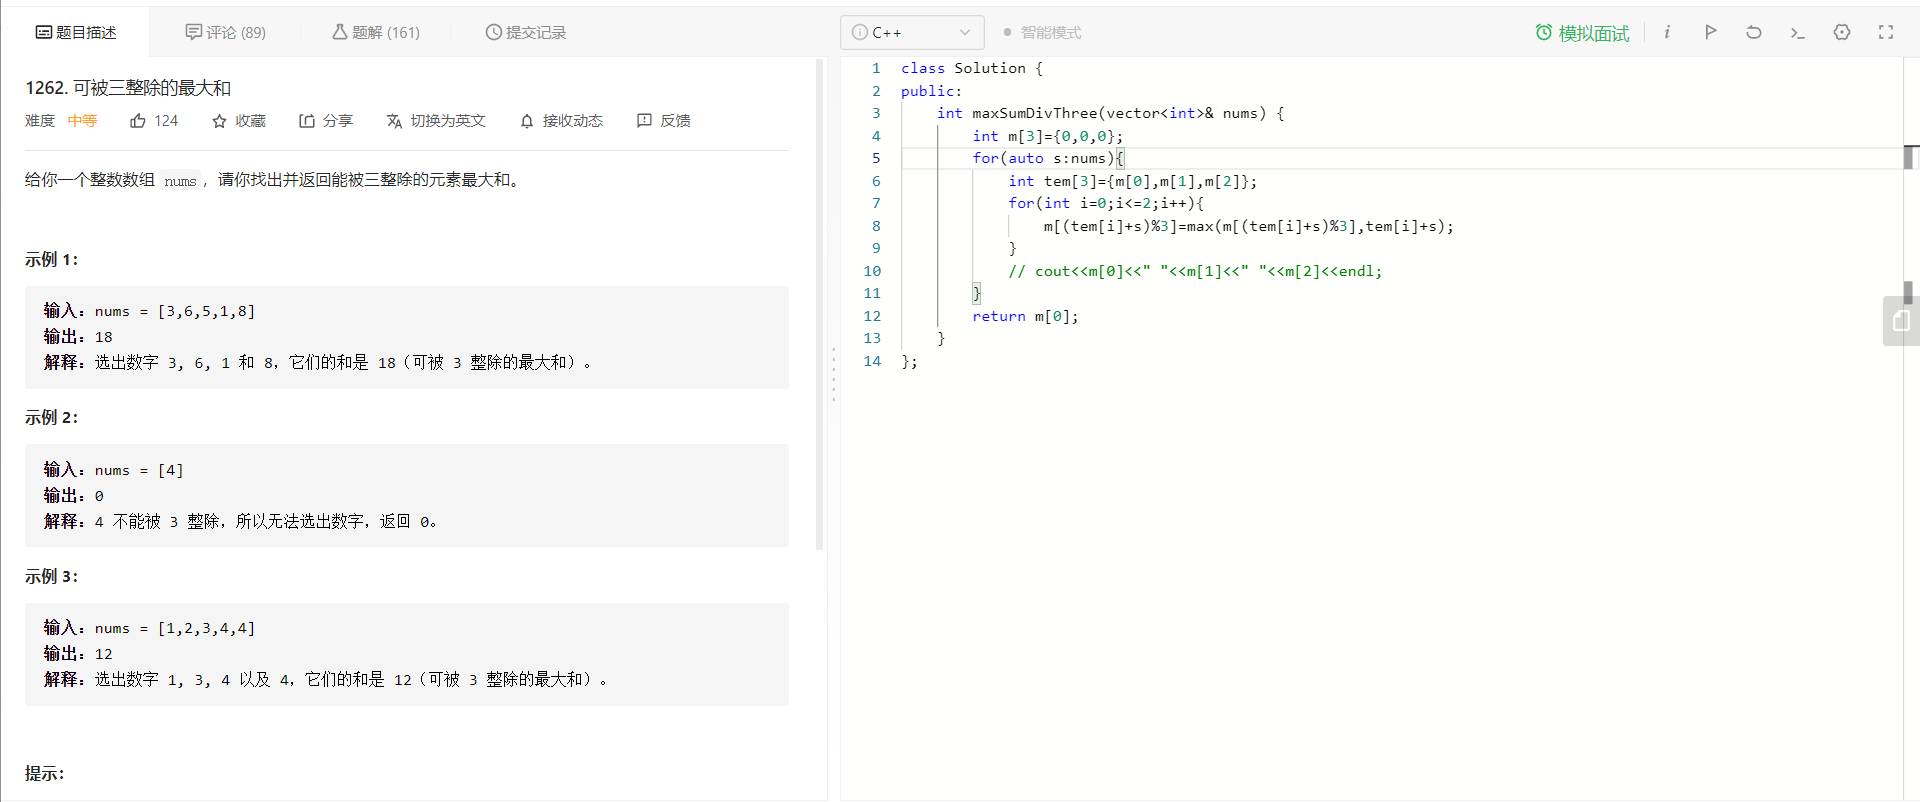 题目描述
评论 (89)
题解 (161)
提交记录
1262. 可被三整除的最大和
难度 中等 124 收藏 分享 切换为英文 接收动态 反馈
给你一个整数数组 nums，请你找出并返回能被三整除的元素最大和。
示例 1：
输入：nums = [3,6,5,1,8]
输出：18
解释：选出数字 3, 6, 1 和 8，它们的和是 18（可被 3 整除的最大和）。
示例 2：
输入：nums = [4]
输出：0
解释：4 不能被 3 整除，所以无法选出数字，返回 0。
示例 3：
输入：nums = [1,2,3,4,4]
输出：12
解释：选出数字 1, 3, 4 以及 4，它们的和是 12（可被 3 整除的最大和）。
提示：
C++
智能模式
模拟面试
1 class Solution {
2 public:
3     int maxSumDivThree(vector<int>& nums) {
4         int m[3]={0,0,0};
5         for(auto s:nums){
6             int tem[3]={m[0],m[1],m[2]};
7             for(int i=0;i<=2;i++){
8                 m[(tem[i]+s)%3]=max(m[(tem[i]+s)%3],tem[i]+s);
9             }
10             // cout<<m[0]<<" "<<m[1]<<" "<<m[2]<<endl;
11         }
12         return m[0];
13     }
14 };